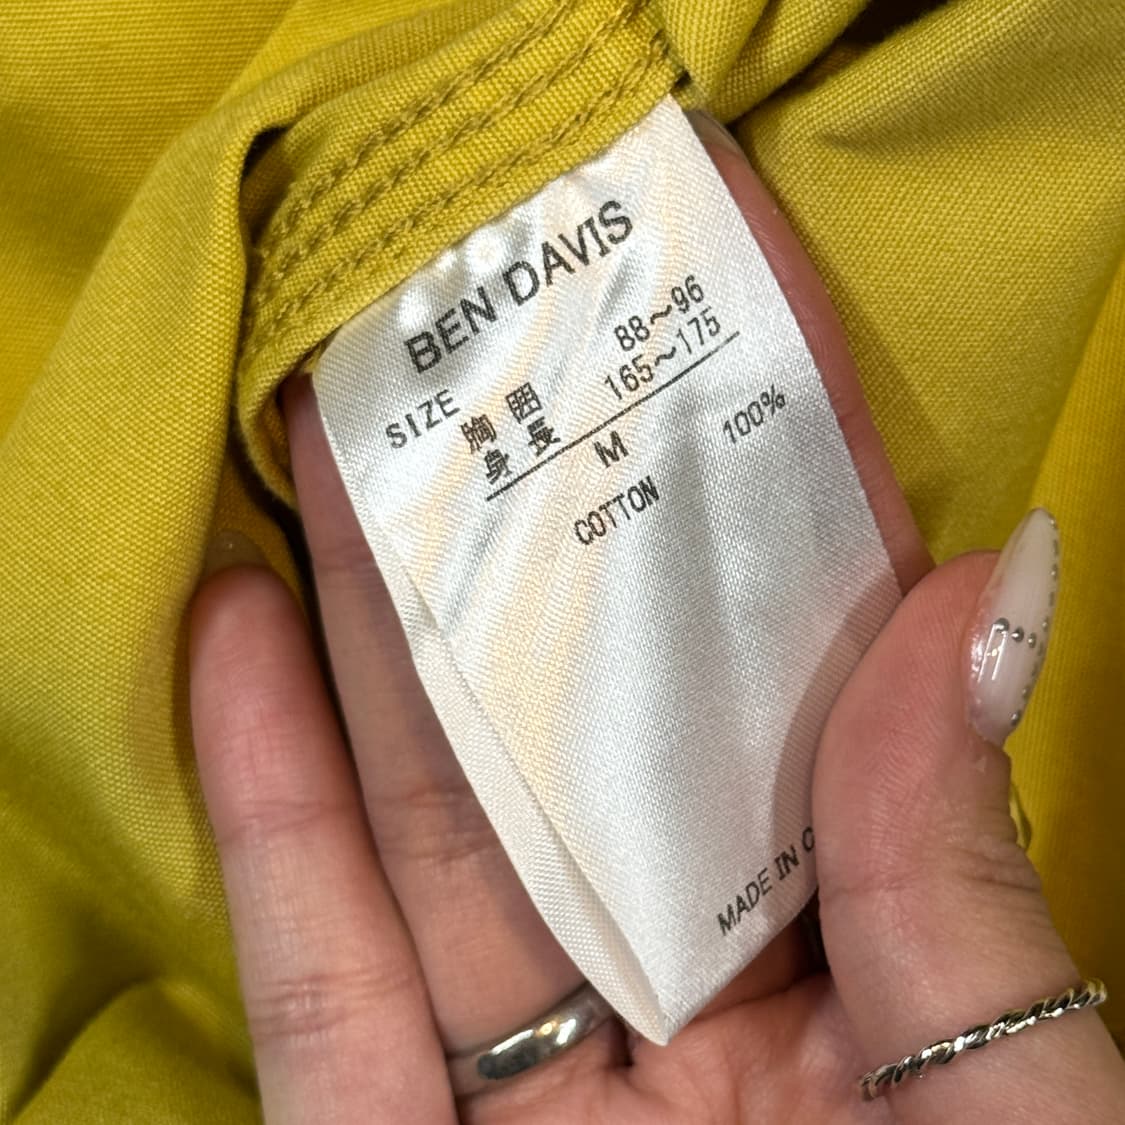 BEN DAVIS
SIZE
胸 囲 88～96
身 長 165～175
M
COTTON 100%
MADE IN C